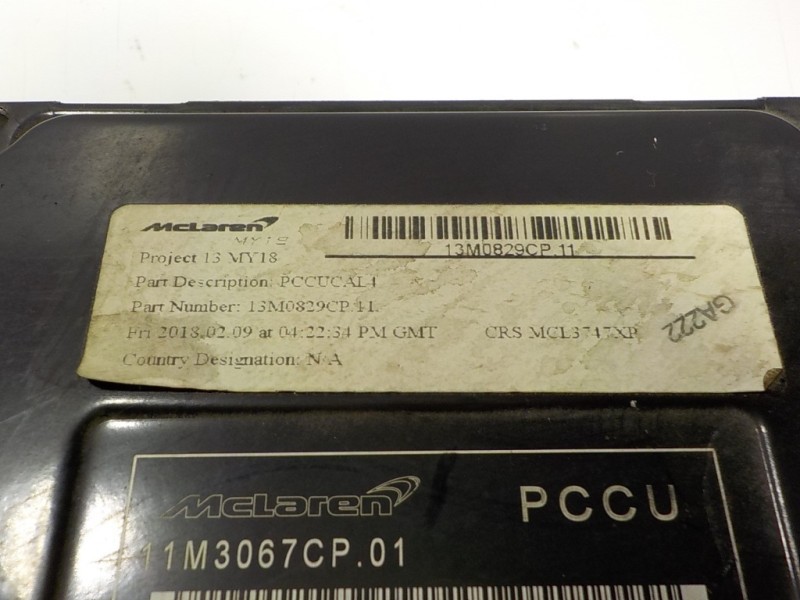 McLaren
MY18
13M0829CP.11
Project 13 MY18
Part Description: PCCUCAL4
Part Number: 13M0829CP.11
Fri 2018.02.09 at 04:22:34 PM GMT CRS MCL3747XP
GA222
Country Designation: N/A
McLaren PCCU
11M3067CP.01